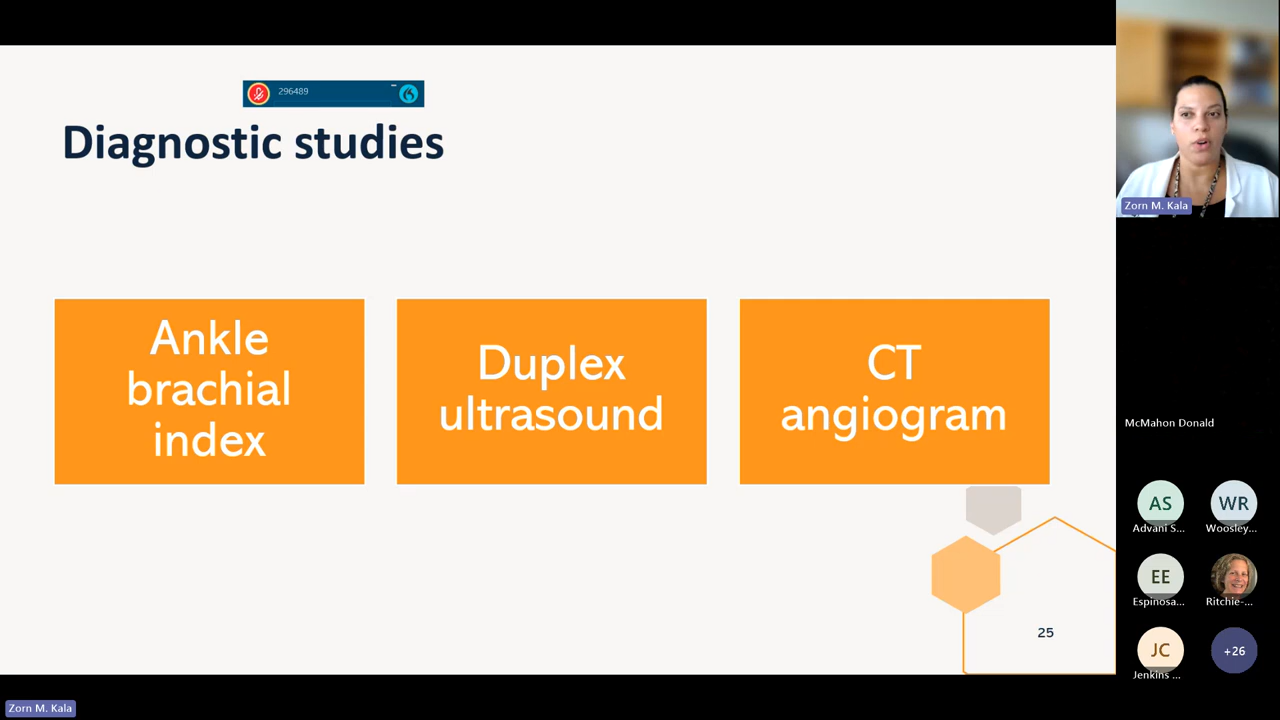 296489
Diagnostic studies
Ankle
brachial
index
Duplex
ultrasound
CT
angiogram
25
Zorn M. Kala
McMahon Donald
AS
Advani S...
WR
Woosley...
EE
Espinosa...
Ritchie-...
JC
Jenkins ...
+26
Zorn M. Kala